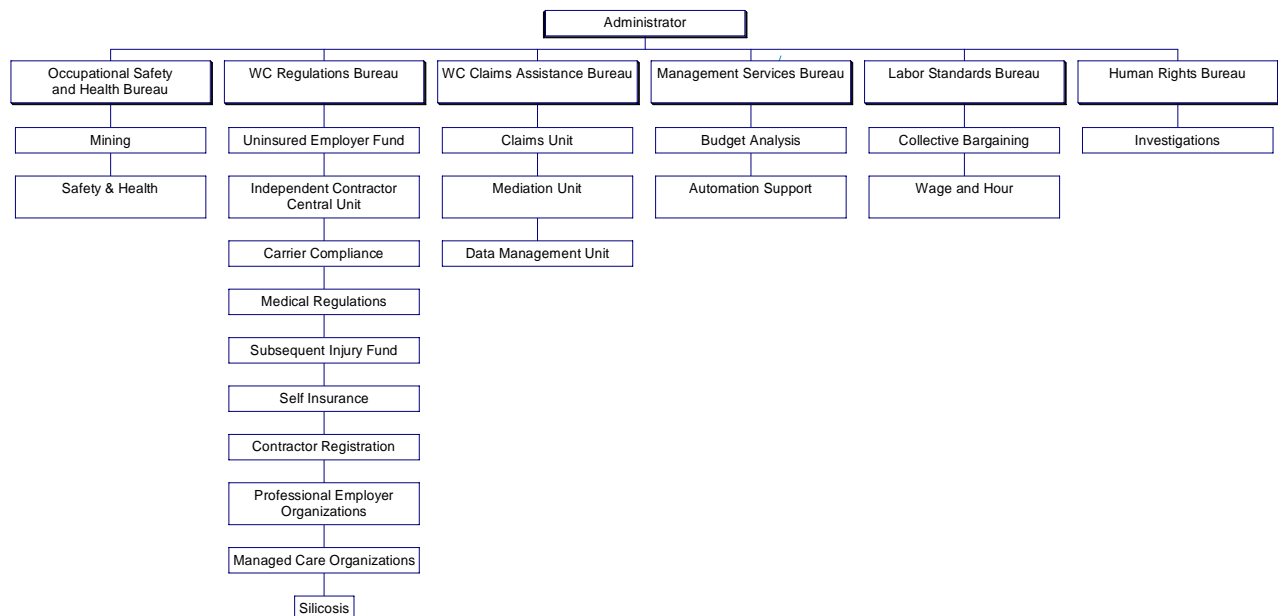 Administrator
Occupational Safety
and Health Bureau
WC Regulations Bureau
WC Claims Assistance Bureau
Management Services Bureau
Labor Standards Bureau
Human Rights Bureau
Mining
Uninsured Employer Fund
Claims Unit
Budget Analysis
Collective Bargaining
Investigations
Safety & Health
Independent Contractor
Central Unit
Mediation Unit
Automation Support
Wage and Hour
Carrier Compliance
Data Management Unit
Medical Regulations
Subsequent Injury Fund
Self Insurance
Contractor Registration
Professional Employer
Organizations
Managed Care Organizations
Silicosis